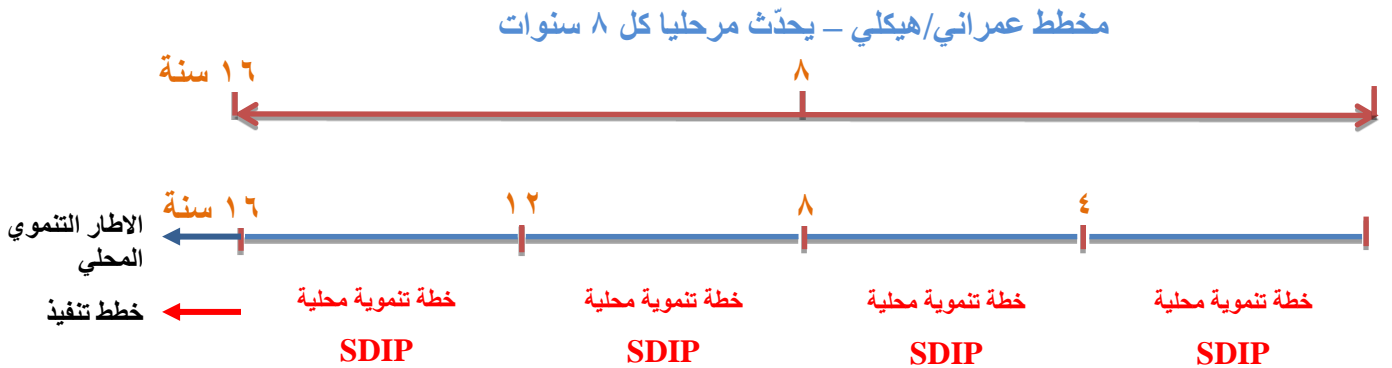 مخطط عمراني/هيكلي – يحدّث مرحليا كل ٨ سنوات
٨
١٦ سنة
٤
٨
١٢
١٦ سنة
الاطار التنموي
المحلي
خطة تنموية محلية
SDIP
خطة تنموية محلية
SDIP
خطة تنموية محلية
SDIP
خطة تنموية محلية
SDIP
خطط تنفيذ